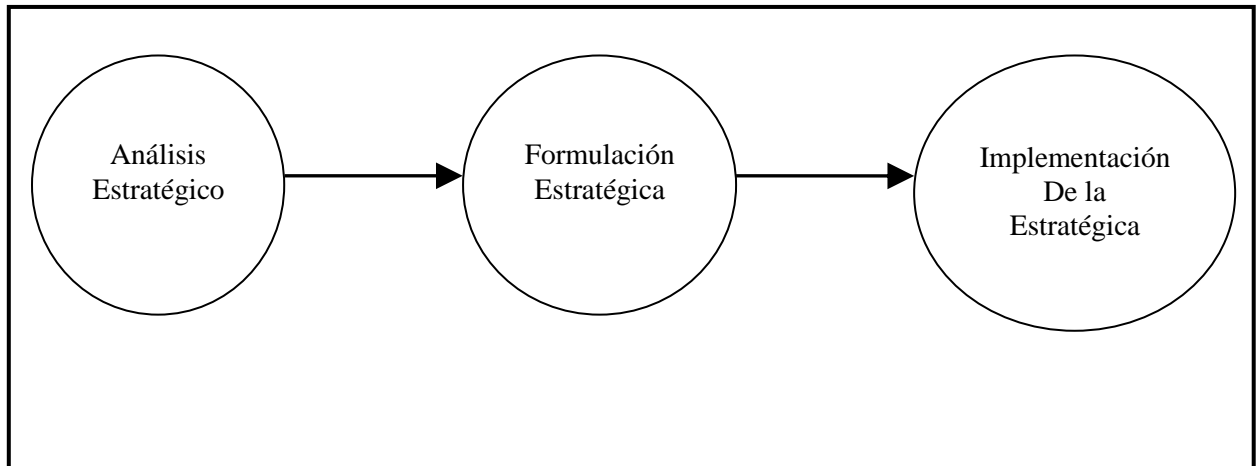 Análisis
Estratégico
Formulación
Estratégica
Implementación
De la
Estratégica